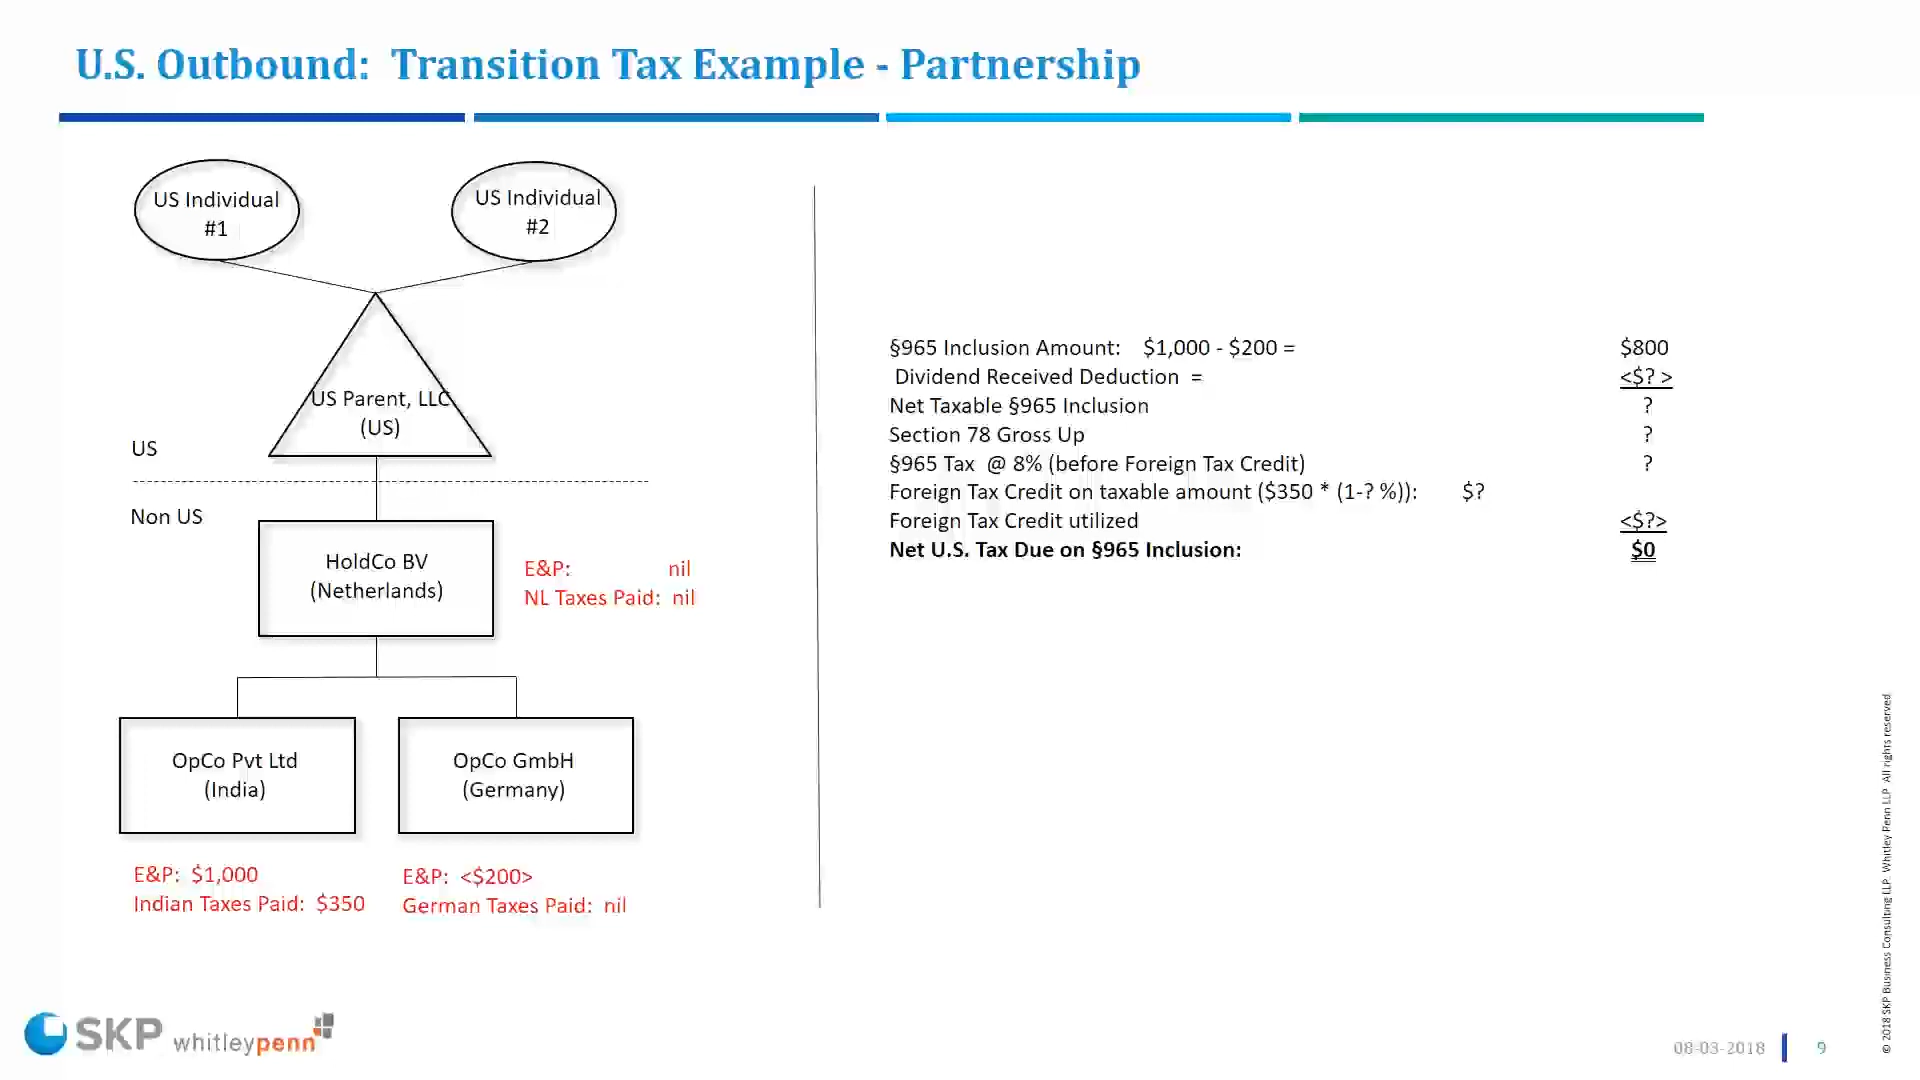 U.S. Outbound: Transition Tax Example - Partnership
US Individual
#1
US Individual
#2
US Parent, LLC
(US)
US
Non US
HoldCo BV
(Netherlands)
E&P: nil
NL Taxes Paid: nil
OpCo Pvt Ltd
(India)
OpCo GmbH
(Germany)
E&P: $1,000
Indian Taxes Paid: $350
E&P: <$200>
German Taxes Paid: nil
§965 Inclusion Amount: $1,000 - $200 = $800
Dividend Received Deduction = <$? >
Net Taxable §965 Inclusion ?
Section 78 Gross Up ?
§965 Tax @ 8% (before Foreign Tax Credit) ?
Foreign Tax Credit on taxable amount ($350 * (1-? %)): $?
Foreign Tax Credit utilized <$?>
Net U.S. Tax Due on §965 Inclusion: $0
© 2018 SKP Business Consulting LLP. Whitley Penn LLP. All rights reserved
SKP whitleypenn
08-03-2018 9